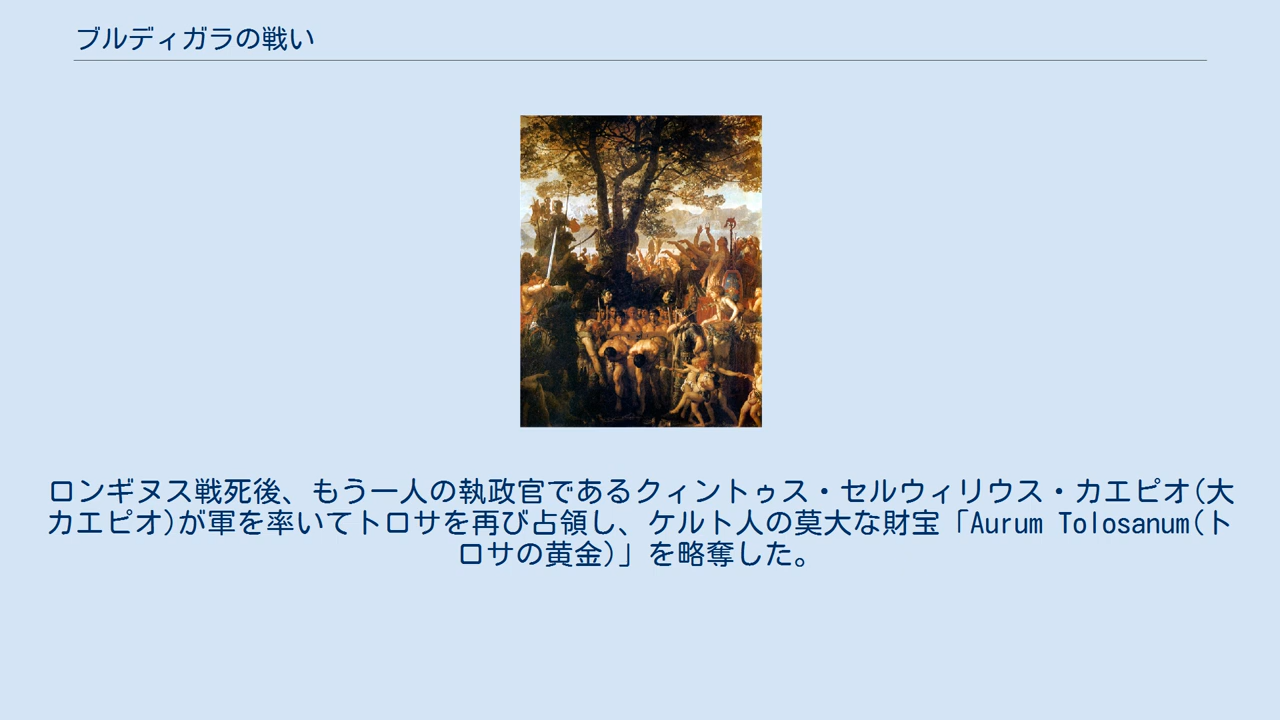 ブルディガラの戦い
ロンギヌス戦死後、もう一人の執政官であるクィントゥス・セルウィリウス・カエピオ(大
カエピオ)が軍を率いてトロサを再び占領し、ケルト人の莫大な財宝「Aurum Tolosanum(ト
ロサの黄金)」を略奪した。